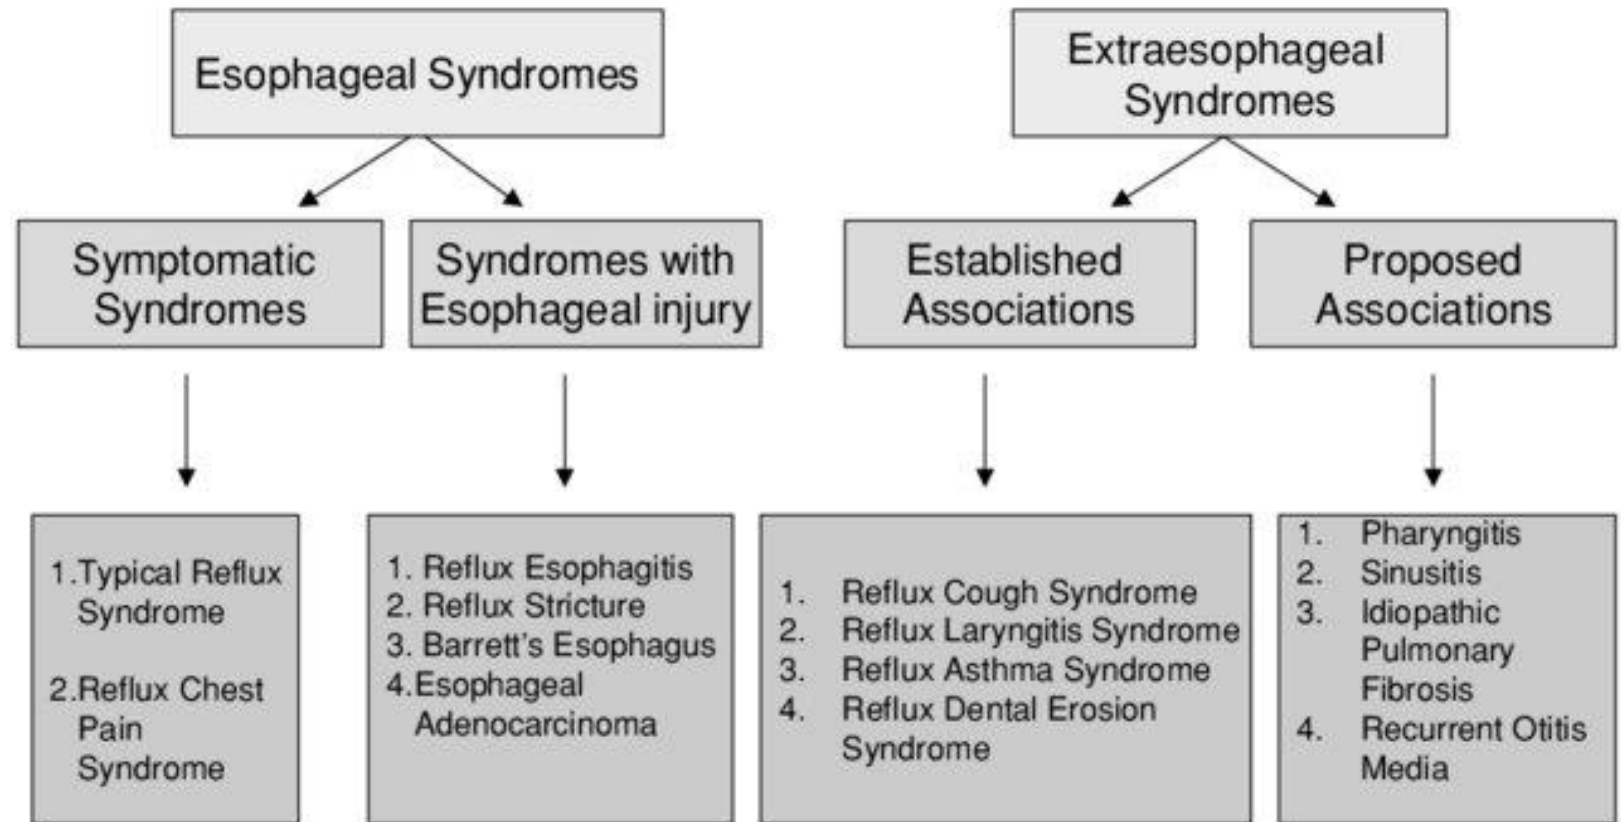 Esophageal Syndromes
Extraesophageal
Syndromes
Symptomatic
Syndromes
Syndromes with
Esophageal injury
Established
Associations
Proposed
Associations
1.Typical Reflux
Syndrome
2.Reflux Chest
Pain
Syndrome
1. Reflux Esophagitis
2. Reflux Stricture
3. Barrett's Esophagus
4.Esophageal
Adenocarcinoma
1. Reflux Cough Syndrome
2. Reflux Laryngitis Syndrome
3. Reflux Asthma Syndrome
4. Reflux Dental Erosion
Syndrome
1. Pharyngitis
2. Sinusitis
3. Idiopathic
Pulmonary
Fibrosis
4. Recurrent Otitis
Media